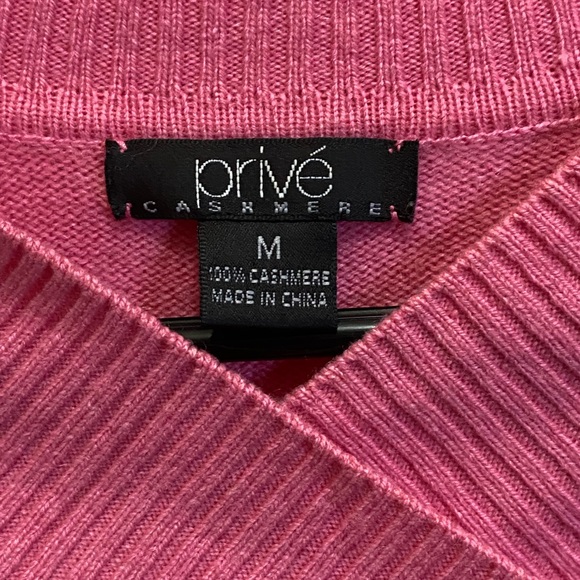 privé
CASHMERE
M
100% CASHMERE
MADE IN CHINA